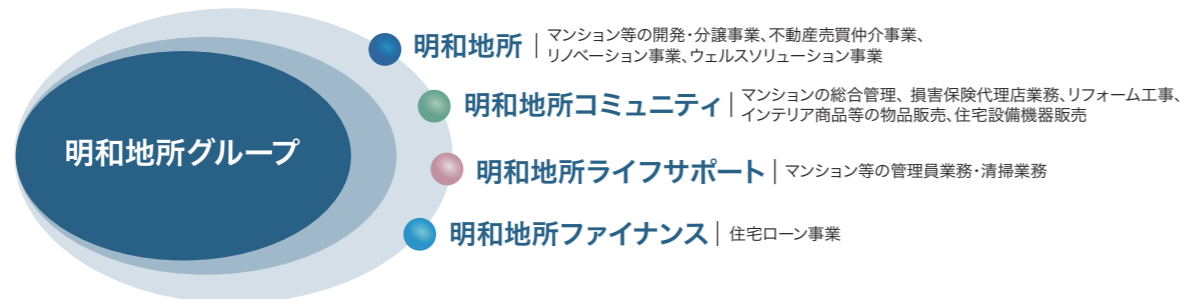 明和地所グループ
明和地所
マンション等の開発・分譲事業、不動産売買仲介事業、
リノベーション事業、ウェルスソリューション事業
明和地所コミュニティ
マンションの総合管理、損害保険代理店業務、リフォーム工事、
インテリア商品等の物品販売、住宅設備機器販売
明和地所ライフサポート
マンション等の管理員業務・清掃業務
明和地所ファイナンス
住宅ローン事業